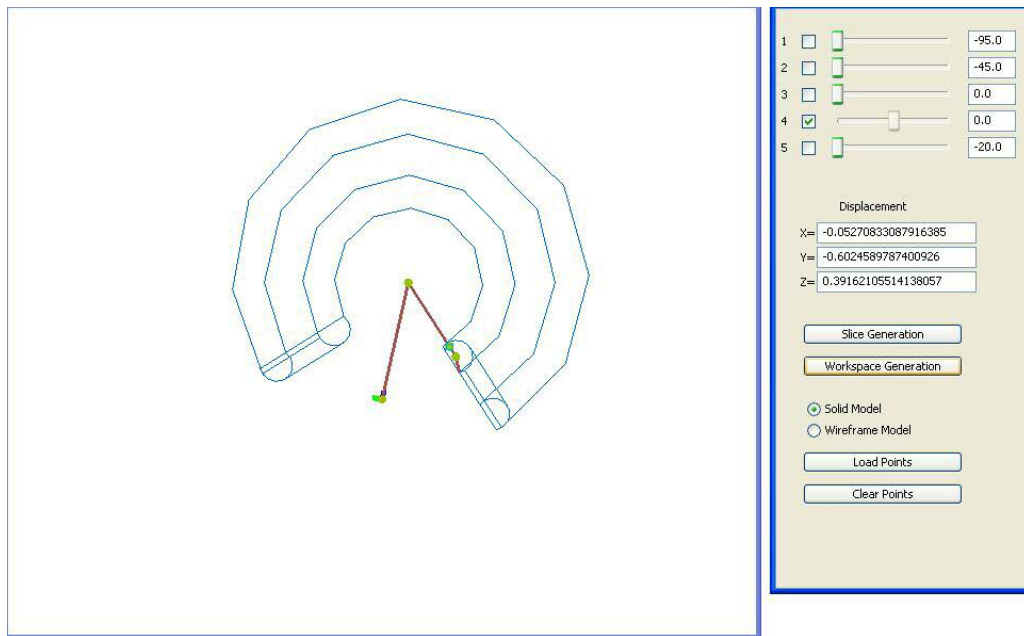 1 -95.0
2 -45.0
3 0.0
4 0.0
5 -20.0
Displacement
X= -0.05270833087916385
Y= -0.6024589787400926
Z= 0.39162105514138057
Slice Generation
Workspace Generation
Solid Model
Wireframe Model
Load Points
Clear Points